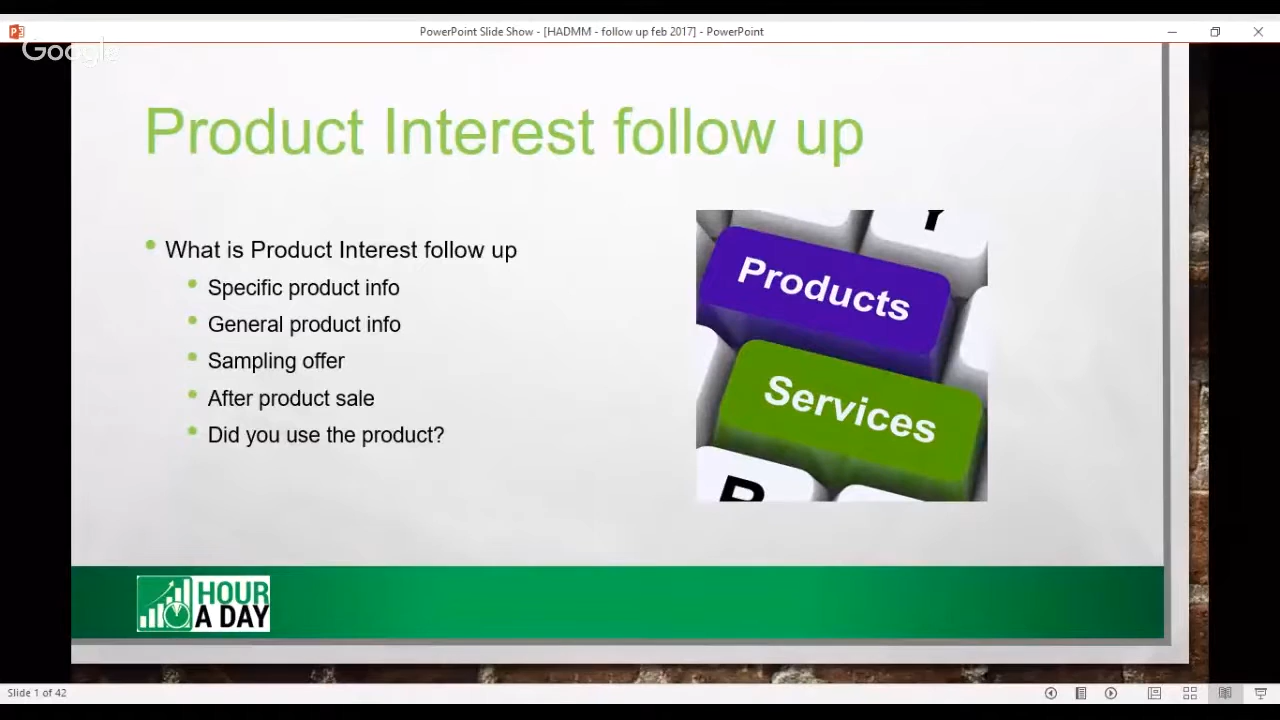 PowerPoint Slide Show - [HADMM - follow up feb 2017] - PowerPoint
Google
Product Interest follow up
What is Product Interest follow up
Specific product info
General product info
Sampling offer
After product sale
Did you use the product?
Products
Services
HOUR
A DAY
Slide 1 of 42